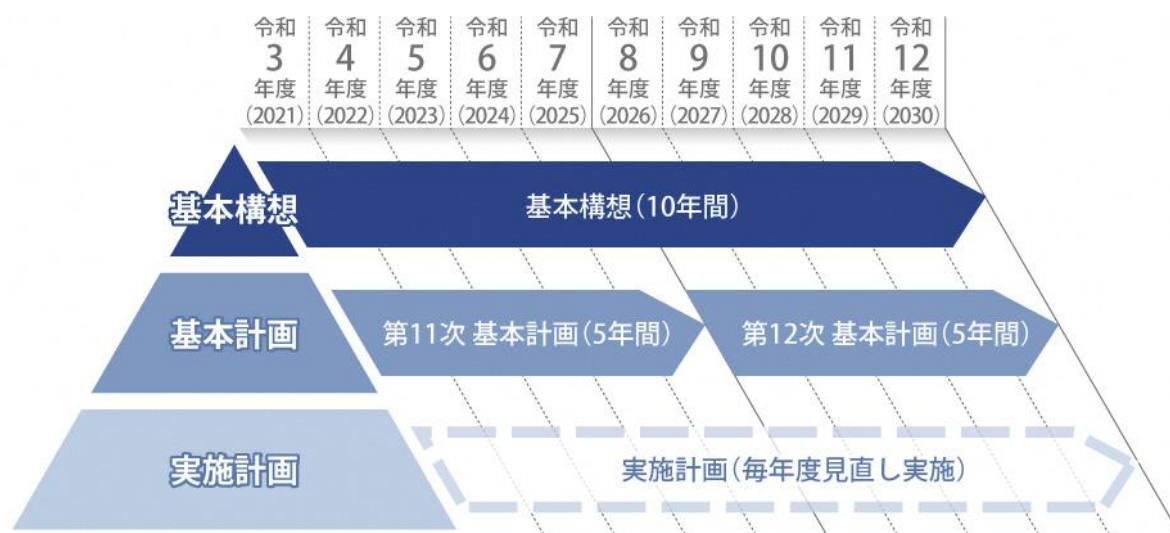 令和
3
年度
(2021)
令和
4
年度
(2022)
令和
5
年度
(2023)
令和
6
年度
(2024)
令和
7
年度
(2025)
令和
8
年度
(2026)
令和
9
年度
(2027)
令和
10
年度
(2028)
令和
11
年度
(2029)
令和
12
年度
(2030)
基本構想
基本構想(10年間)
基本計画
第11次 基本計画(5年間)
第12次 基本計画(5年間)
実施計画
実施計画(毎年度見直し実施)